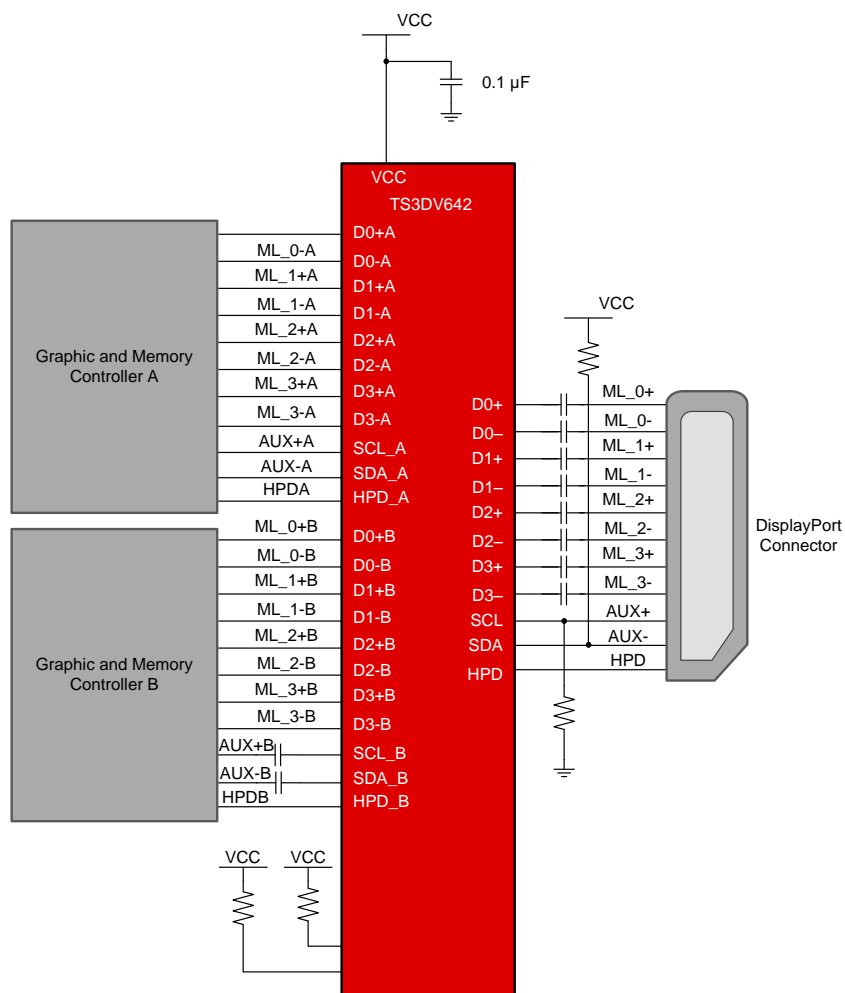 VCC
0.1 µF
VCC
TS3DV642
Graphic and Memory
Controller A
ML_0-A
ML_1+A
ML_1-A
ML_2+A
ML_2-A
ML_3+A
ML_3-A
AUX+A
AUX-A
HPDA
D0+A
D0-A
D1+A
D1-A
D2+A
D2-A
D3+A
D3-A
SCL_A
SDA_A
HPD_A
Graphic and Memory
Controller B
ML_0+B
ML_0-B
ML_1+B
ML_1-B
ML_2+B
ML_2-B
ML_3+B
ML_3-B
AUX+B
AUX-B
HPDB
D0+B
D0-B
D1+B
D1-B
D2+B
D2-B
D3+B
D3-B
SCL_B
SDA_B
HPD_B
VCC
VCC
VCC
D0+
D0–
D1+
D1–
D2+
D2–
D3+
D3–
SCL
SDA
HPD
ML_0+
ML_0-
ML_1+
ML_1-
ML_2+
ML_2-
ML_3+
ML_3-
AUX+
AUX-
HPD
DisplayPort
Connector